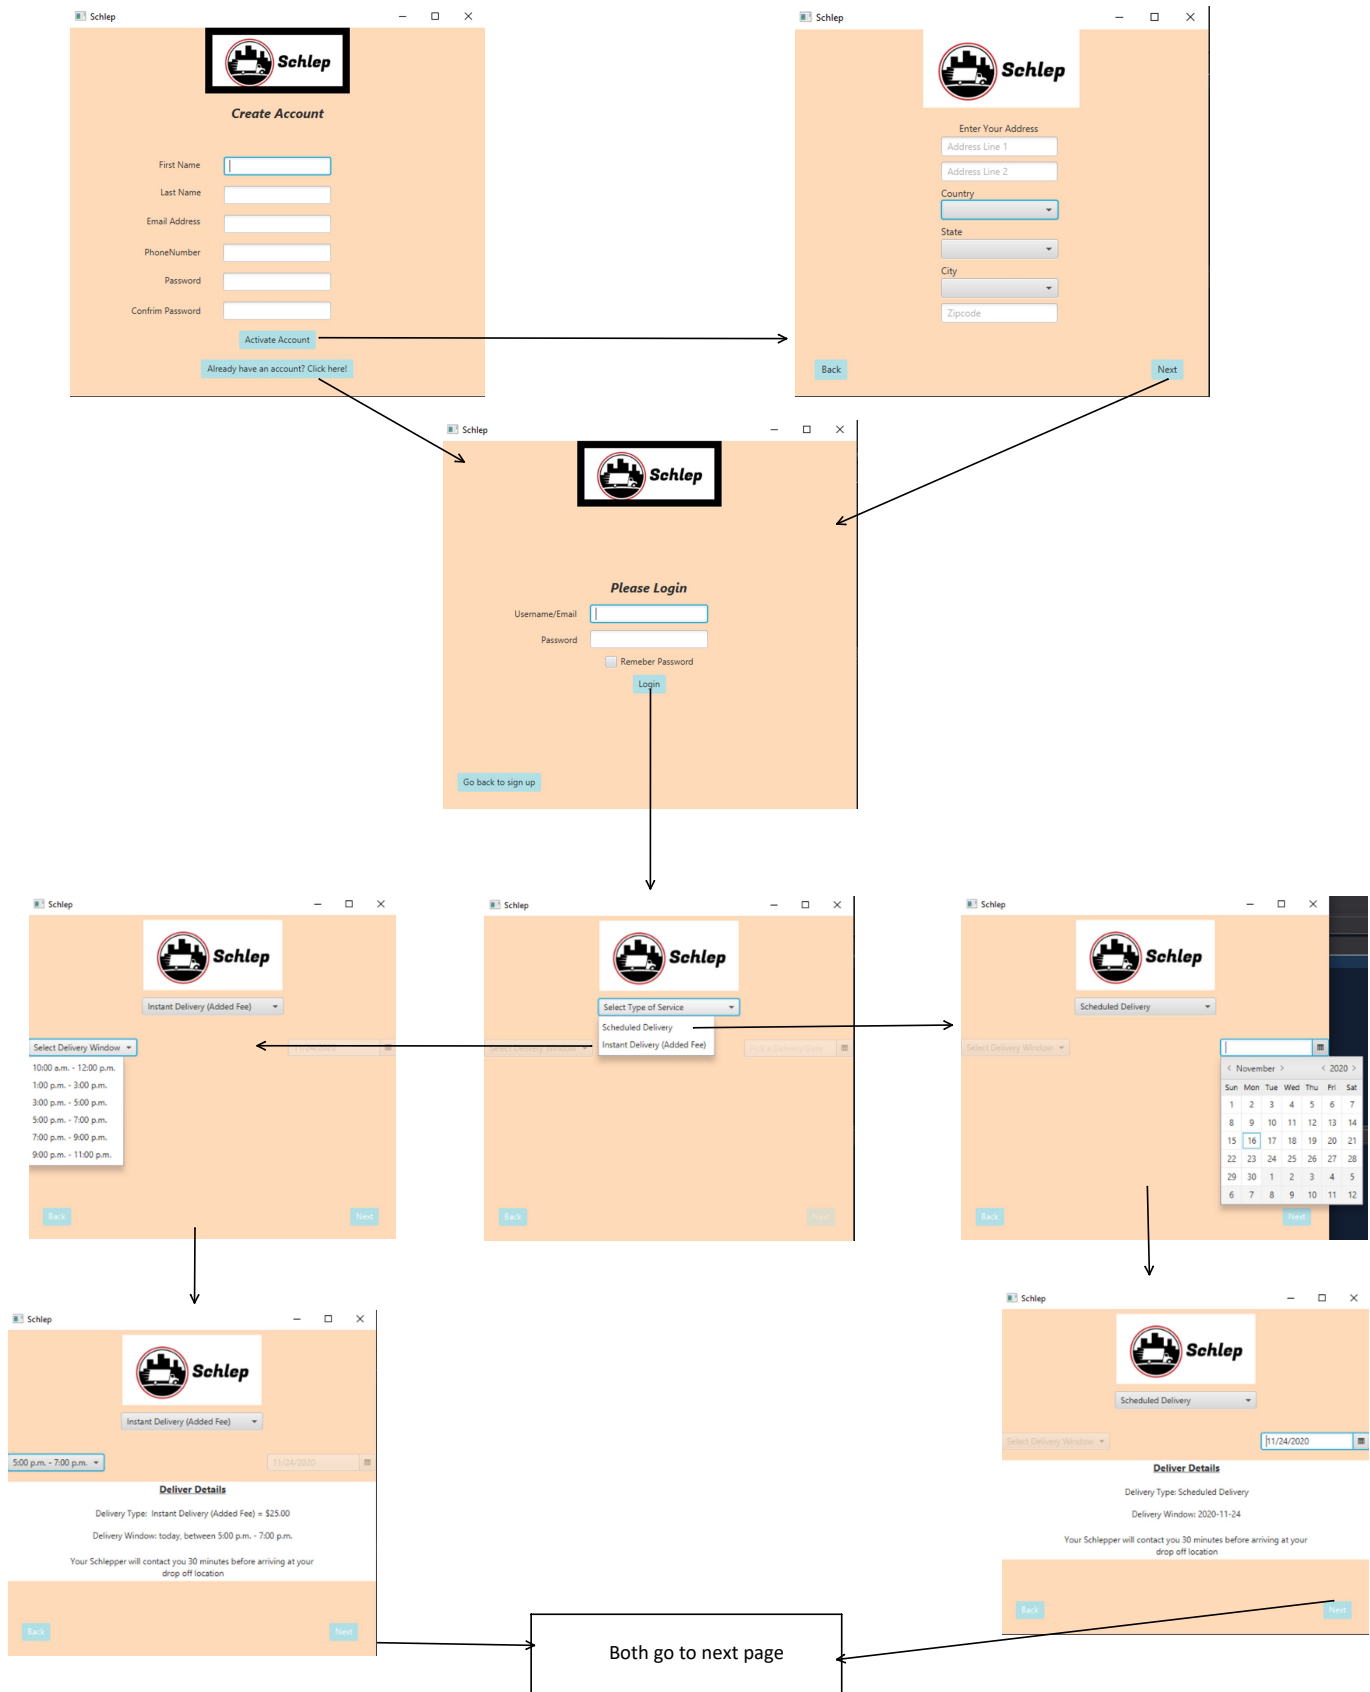 Schlep
Schlep
Create Account
First Name
Last Name
Email Address
PhoneNumber
Password
Confrim Password
Activate Account
Already have an account? Click here!
Schlep
Schlep
Enter Your Address
Address Line 1
Address Line 2
Country
State
City
Zipcode
Back
Next
Schlep
Schlep
Please Login
Username/Email
Password
Remeber Password
Login
Go back to sign up
Schlep
Schlep
Instant Delivery (Added Fee)
Select Delivery Window
11/24/2020
10:00 a.m. - 12:00 p.m.
1:00 p.m. - 3:00 p.m.
3:00 p.m. - 5:00 p.m.
5:00 p.m. - 7:00 p.m.
7:00 p.m. - 9:00 p.m.
9:00 p.m. - 11:00 p.m.
Back
Next
Schlep
Schlep
Select Type of Service
Scheduled Delivery
Instant Delivery (Added Fee)
Select Delivery Window
Pick a Delivery Date
Back
Next
Schlep
Schlep
Scheduled Delivery
Select Delivery Window
< November > < 2020 >
Sun Mon Tue Wed Thu Fri Sat
1 2 3 4 5 6 7
8 9 10 11 12 13 14
15 16 17 18 19 20 21
22 23 24 25 26 27 28
29 30 1 2 3 4 5
6 7 8 9 10 11 12
Back
Next
Schlep
Schlep
Instant Delivery (Added Fee)
5:00 p.m. - 7:00 p.m.
11/24/2020
Deliver Details
Delivery Type: Instant Delivery (Added Fee) = $25.00
Delivery Window: today, between 5:00 p.m. - 7:00 p.m.
Your Schlepper will contact you 30 minutes before arriving at your
drop off location
Back
Next
Schlep
Schlep
Scheduled Delivery
Select Delivery Window
11/24/2020
Deliver Details
Delivery Type: Scheduled Delivery
Delivery Window: 2020-11-24
Your Schlepper will contact you 30 minutes before arriving at your
drop off location
Back
Next
Both go to next page